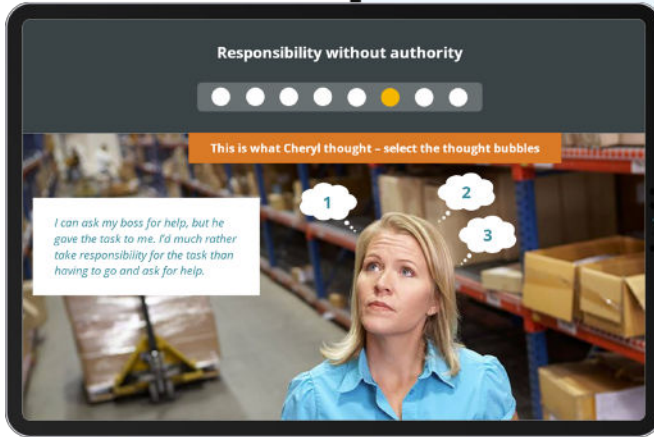 Responsibility without authority
This is what Cheryl thought – select the thought bubbles
1
2
3
I can ask my boss for help, but he
gave the task to me. I'd much rather
take responsibility for the task than
having to go and ask for help.